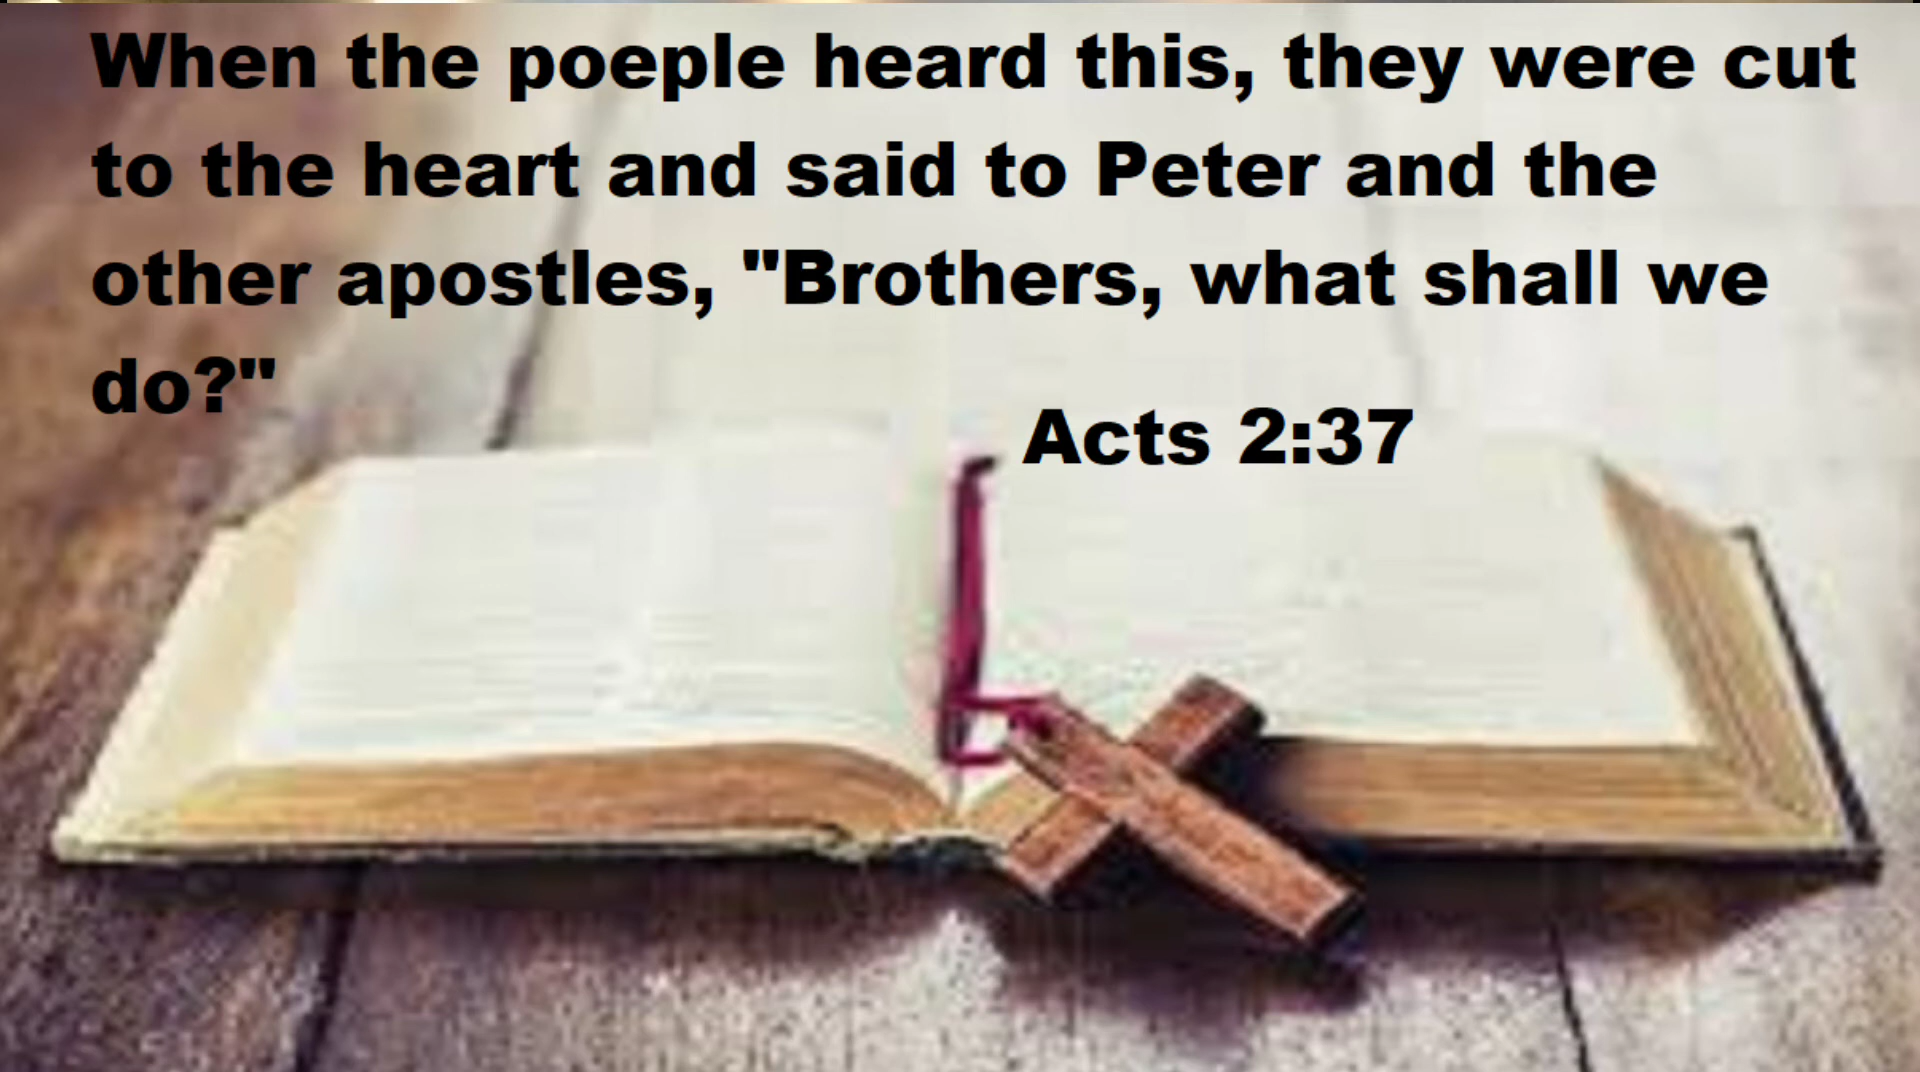 When the poeple heard this, they were cut
to the heart and said to Peter and the
other apostles, "Brothers, what shall we
do?"
Acts 2:37